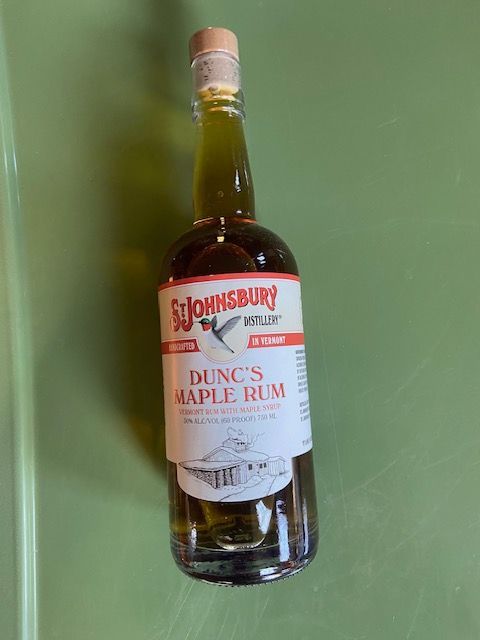 ST JOHNSBURY
DISTILLERY®
HANDCRAFTED IN VERMONT
DUNC'S
MAPLE RUM
VERMONT RUM WITH MAPLE SYRUP
30% ALC/VOL (60 PROOF) 750 ML